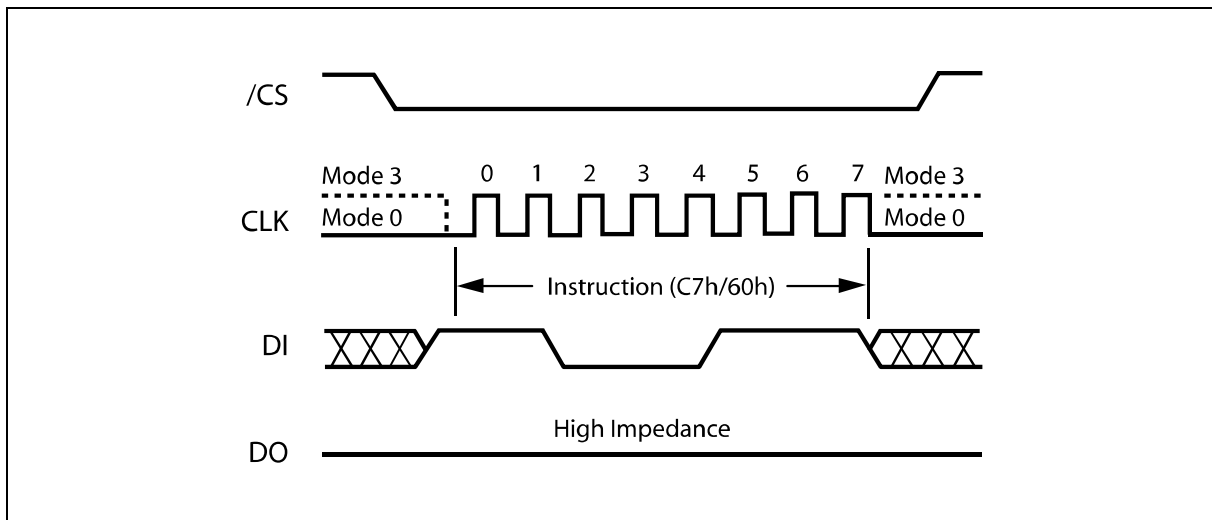 /CS
Mode 3 0 1 2 3 4 5 6 7 Mode 3
CLK Mode 0 Mode 0
Instruction (C7h/60h)
DI
High Impedance
DO